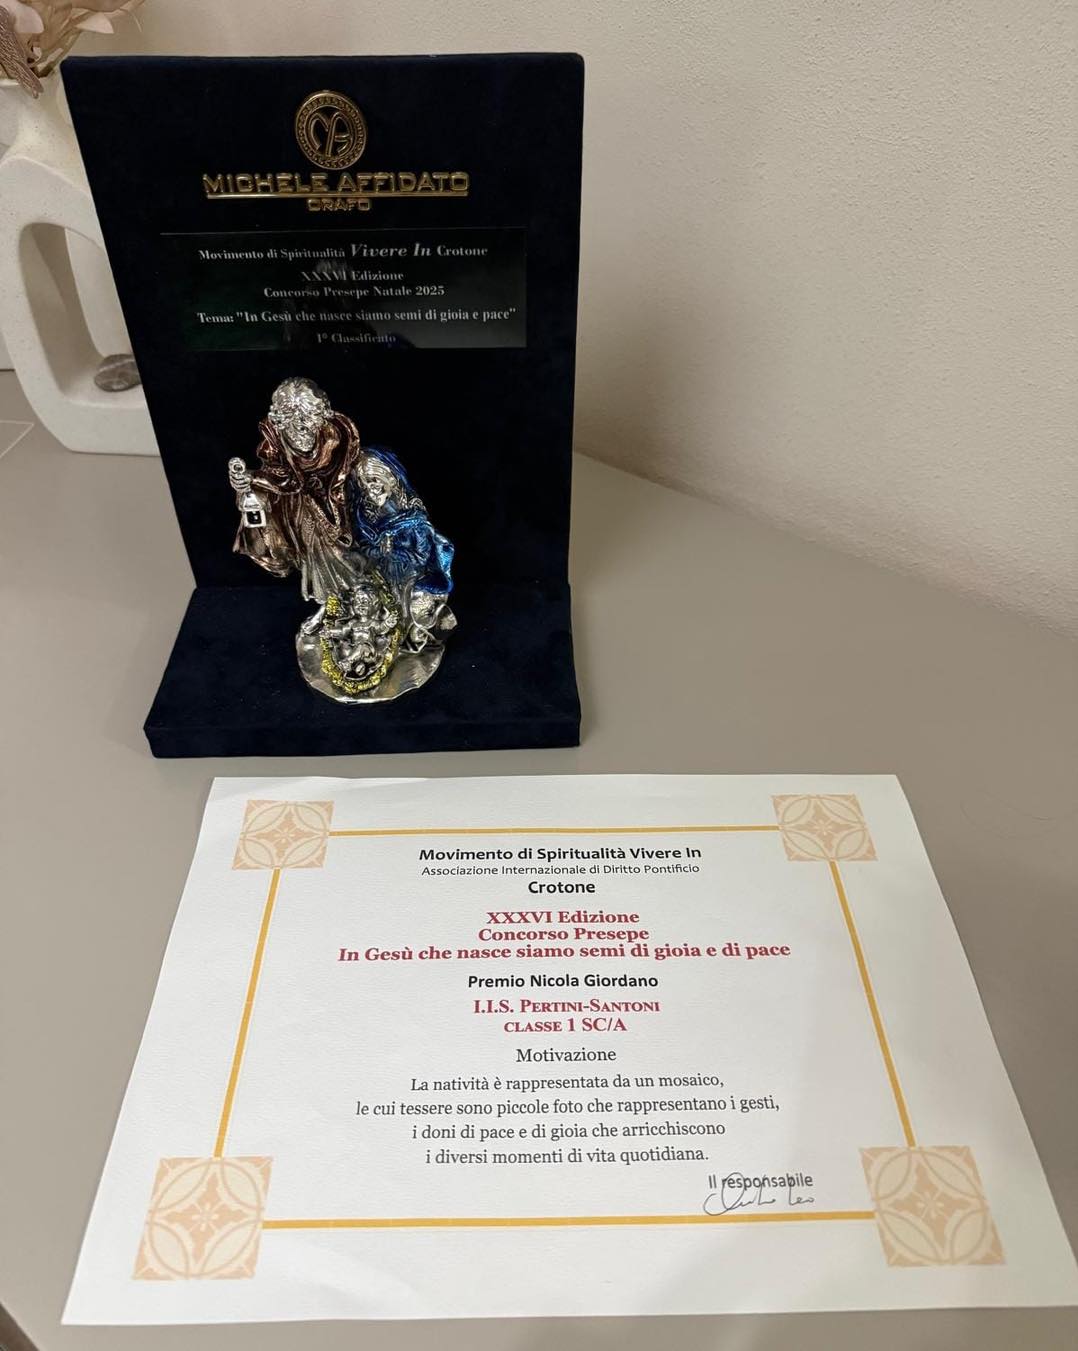 MICHELE AFFIDATO
ORAFO
Movimento di Spiritualità Vivere In Crotone
XXXVI Edizione
Concorso Presepe Natale 2025
Tema: "In Gesù che nasce siamo semi di gioia e pace"
1° Classificato
Movimento di Spiritualità Vivere In
Associazione Internazionale di Diritto Pontificio
Crotone
XXXVI Edizione
Concorso Presepe
In Gesù che nasce siamo semi di gioia e di pace
Premio Nicola Giordano
I.I.S. PERTINI-SANTONI
CLASSE 1 SC/A
Motivazione
La natività è rappresentata da un mosaico,
le cui tessere sono piccole foto che rappresentano i gesti,
i doni di pace e di gioia che arricchiscono
i diversi momenti di vita quotidiana.
Il responsabile